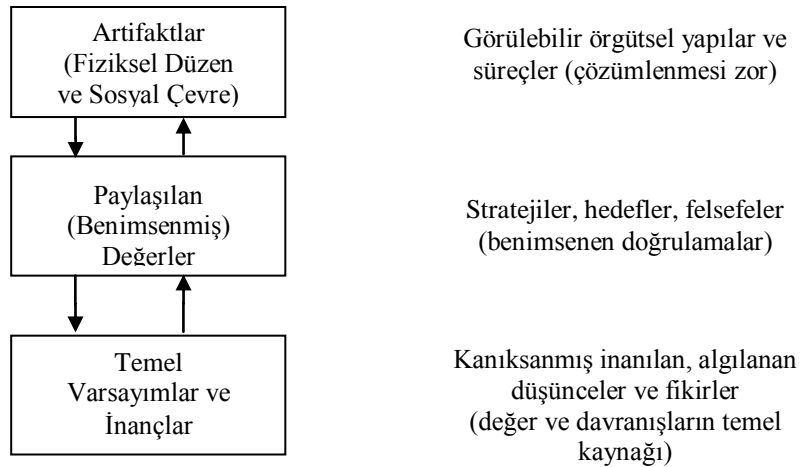 Artifaktlar
(Fiziksel Düzen
ve Sosyal Çevre)
Görülebilir örgütsel yapılar ve
süreçler (çözümlenmesi zor)
Paylaşılan
(Benimsenmiş)
Değerler
Stratejiler, hedefler, felsefeler
(benimsenen doğrulamalar)
Temel
Varsayımlar ve
İnançlar
Kanıksanmış inanılan, algılanan
düşünceler ve fikirler
(değer ve davranışların temel
kaynağı)